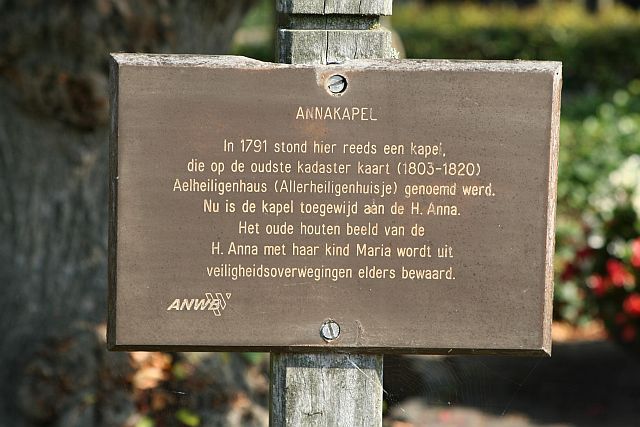 ANNAKAPEL
In 1791 stond hier reeds een kapel,
die op de oudste kadaster kaart (1803-1820)
Aelheiligenhaus (Allerheiligenhuisje) genoemd werd.
Nu is de kapel toegewijd aan de H. Anna.
Het oude houten beeld van de
H. Anna met haar kind Maria wordt uit
veiligheidsoverwegingen elders bewaard.
ANWB